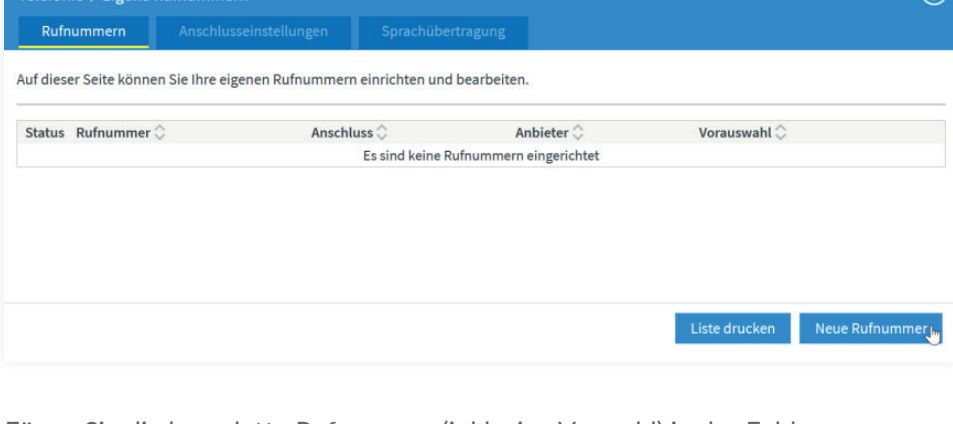 Rufnummern Anschlusseinstellungen Sprachübertragung
Auf dieser Seite können Sie Ihre eigenen Rufnummern einrichten und bearbeiten.
Status Rufnummer Anschluss Anbieter Vorauswahl
Es sind keine Rufnummern eingerichtet
Liste drucken Neue Rufnummer